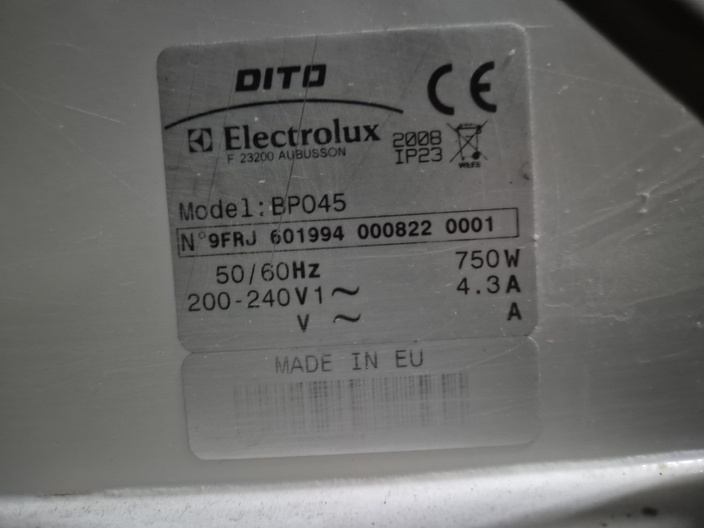 DITO
CE
Electrolux
F 23200 AUBUSSON
2008
IP23
WEEE
Model:BP045
N°9FRJ 601994 000822 0001
50/60Hz 750W
200-240V1~ 4.3A
V ~ A
MADE IN EU